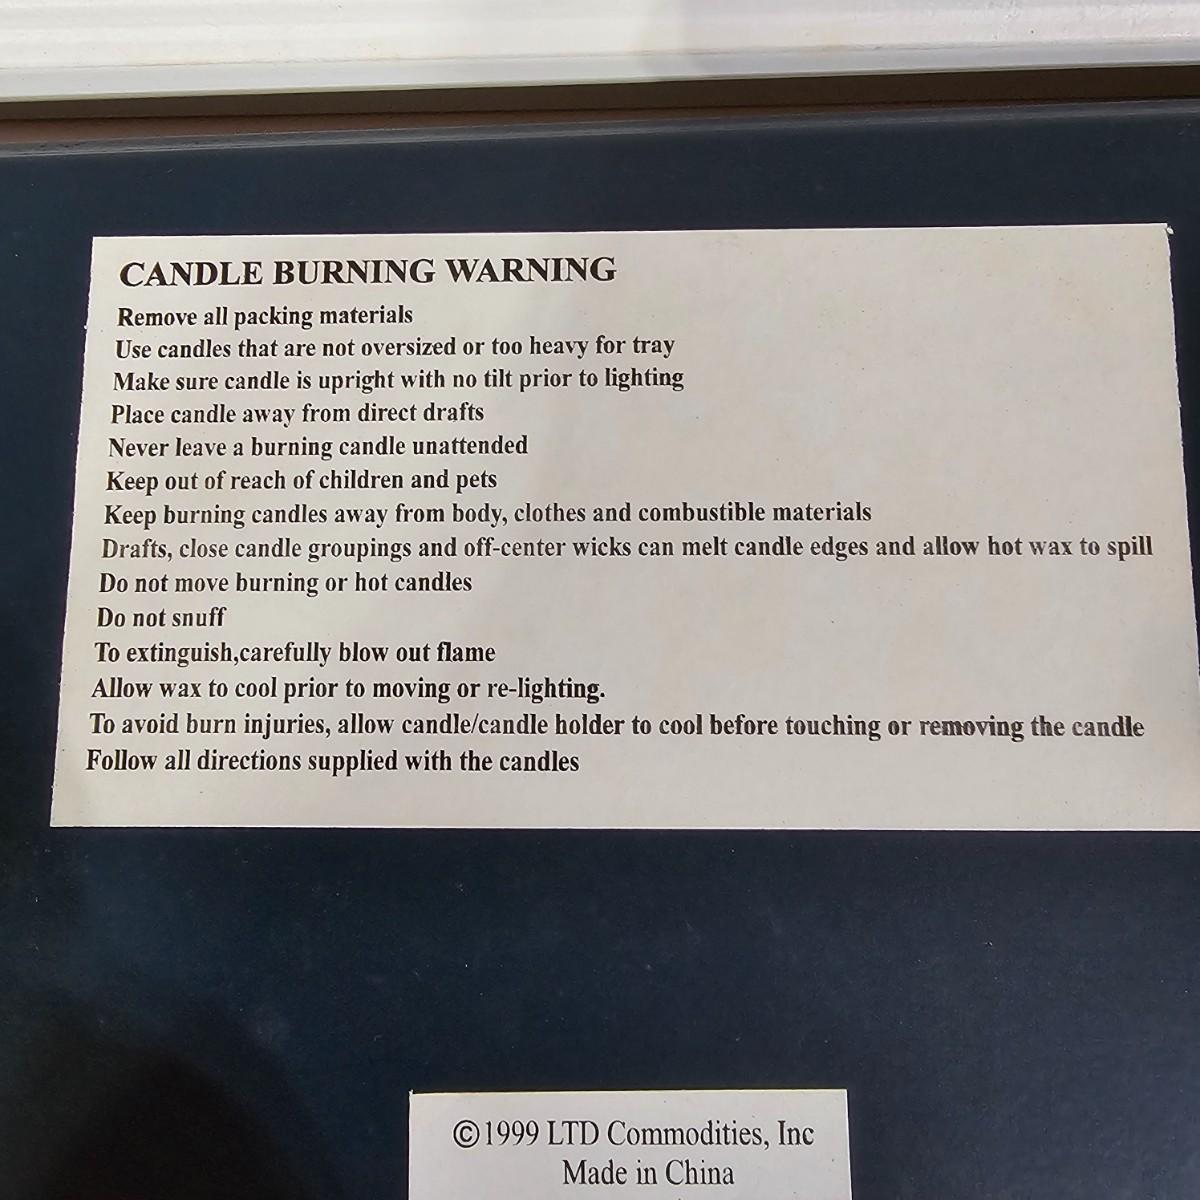 CANDLE BURNING WARNING
Remove all packing materials
Use candles that are not oversized or too heavy for tray
Make sure candle is upright with no tilt prior to lighting
Place candle away from direct drafts
Never leave a burning candle unattended
Keep out of reach of children and pets
Keep burning candles away from body, clothes and combustible materials
Drafts, close candle groupings and off-center wicks can melt candle edges and allow hot wax to spill
Do not move burning or hot candles
Do not snuff
To extinguish,carefully blow out flame
Allow wax to cool prior to moving or re-lighting.
To avoid burn injuries, allow candle/candle holder to cool before touching or removing the candle
Follow all directions supplied with the candles
©1999 LTD Commodities, Inc
Made in China